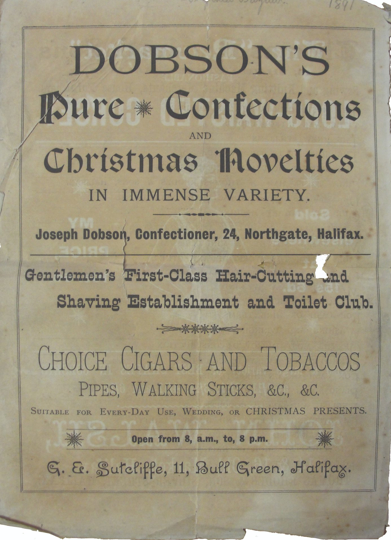 1891
DOBSON'S
Pure Confections
AND
Christmas Novelties
IN IMMENSE VARIETY.
Joseph Dobson, Confectioner, 24, Northgate, Halifax.
Gentlemen's First-Class Hair-Cutting and
Shaving Establishment and Toilet Club.
CHOICE CIGARS AND TOBACCOS
PIPES, WALKING STICKS, &C., &C.
SUITABLE FOR EVERY-DAY USE, WEDDING, OR CHRISTMAS PRESENTS.
Open from 8, a.m., to, 8 p.m.
G. E. Sutcliffe, 11, Bull Green, Halifax.